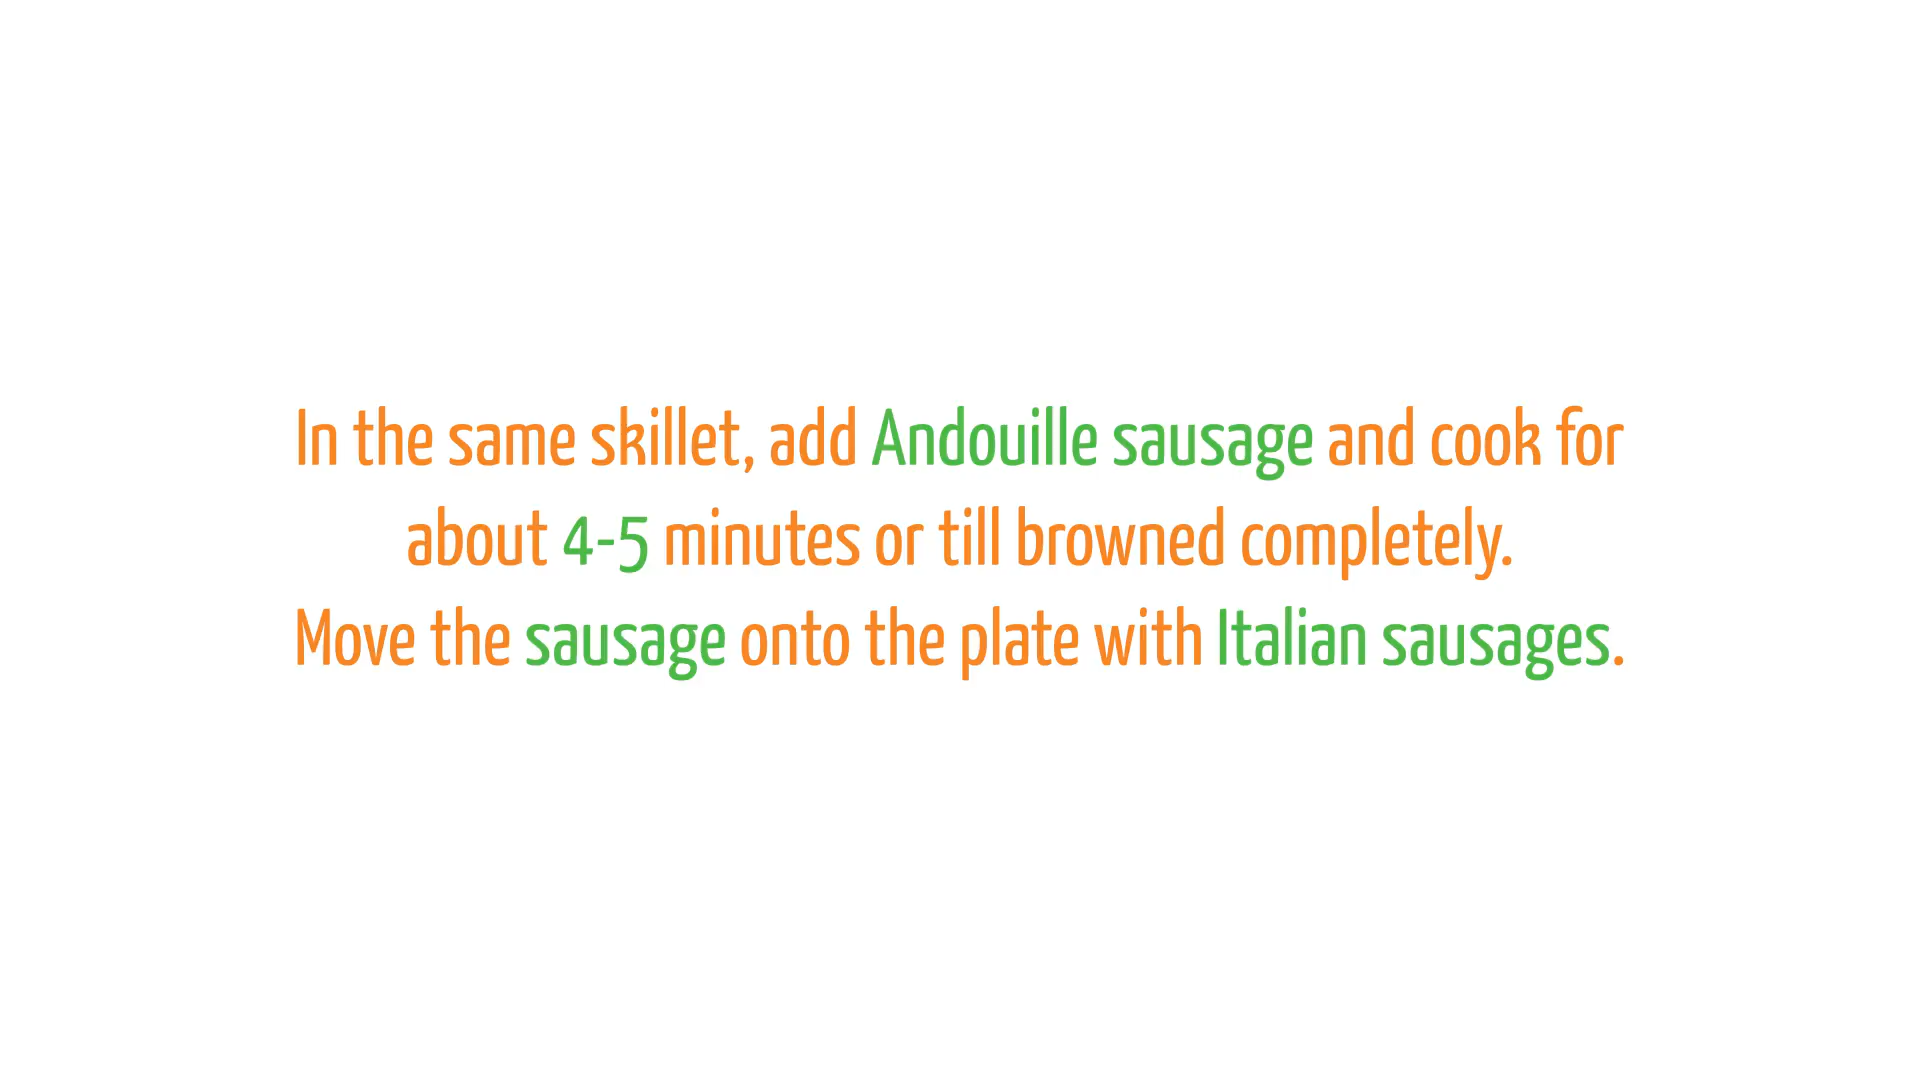 In the same skillet, add Andouille sausage and cook for
about 4-5 minutes or till browned completely.
Move the sausage onto the plate with Italian sausages.